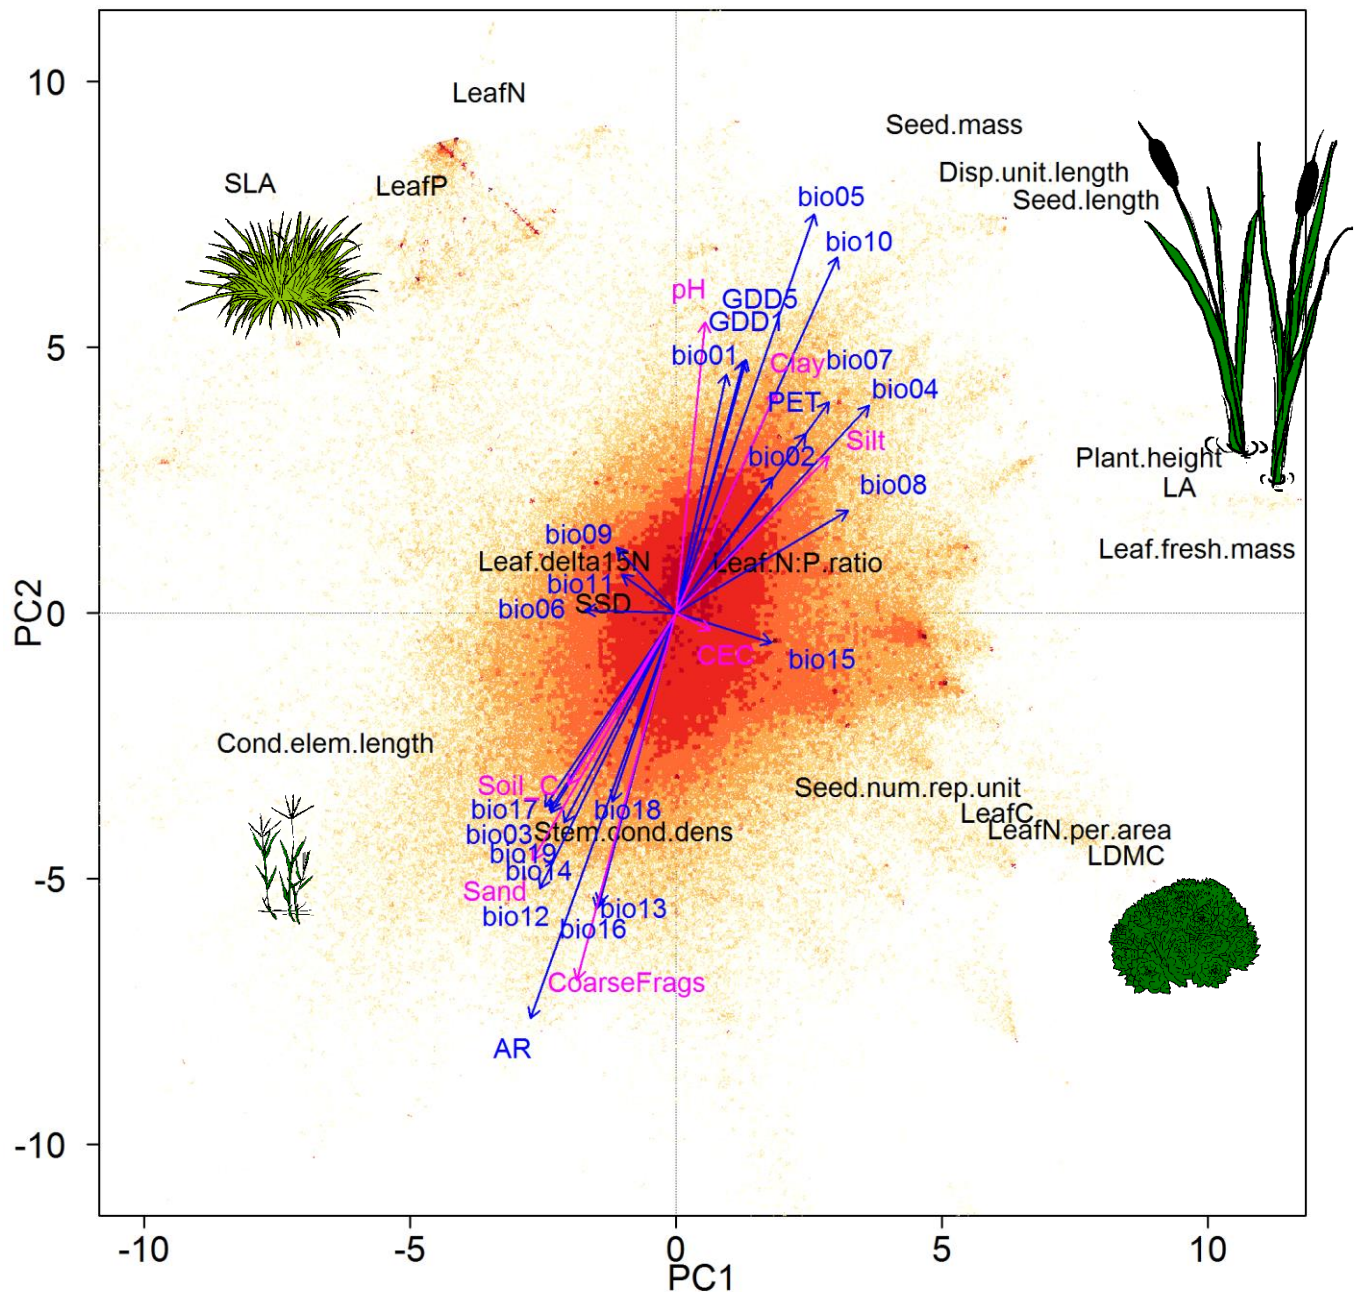 10
LeafN
Seed.mass
SLA
LeafP
Disp.unit.length
Seed.length
bio05
bio10
pH
GDD5
GDD1
5
bio01
Clay
bio07
PET
bio04
Silt
bio02
Plant.height
LA
bio08
bio09
Leaf.delta15N
Leaf.N:P.ratio
Leaf.fresh.mass
bio11
SSD
bio06
0
PC2
CEC
bio15
Cond.elem.length
Soil_C
Seed.num.rep.unit
bio17
bio18
LeafC
bio03
Stem.cond.dens
LeafN.per.area
bio19
LDMC
bio14
-5
Sand
bio12
bio13
bio16
CoarseFrags
AR
-10
-10
-5
0
5
10
PC1